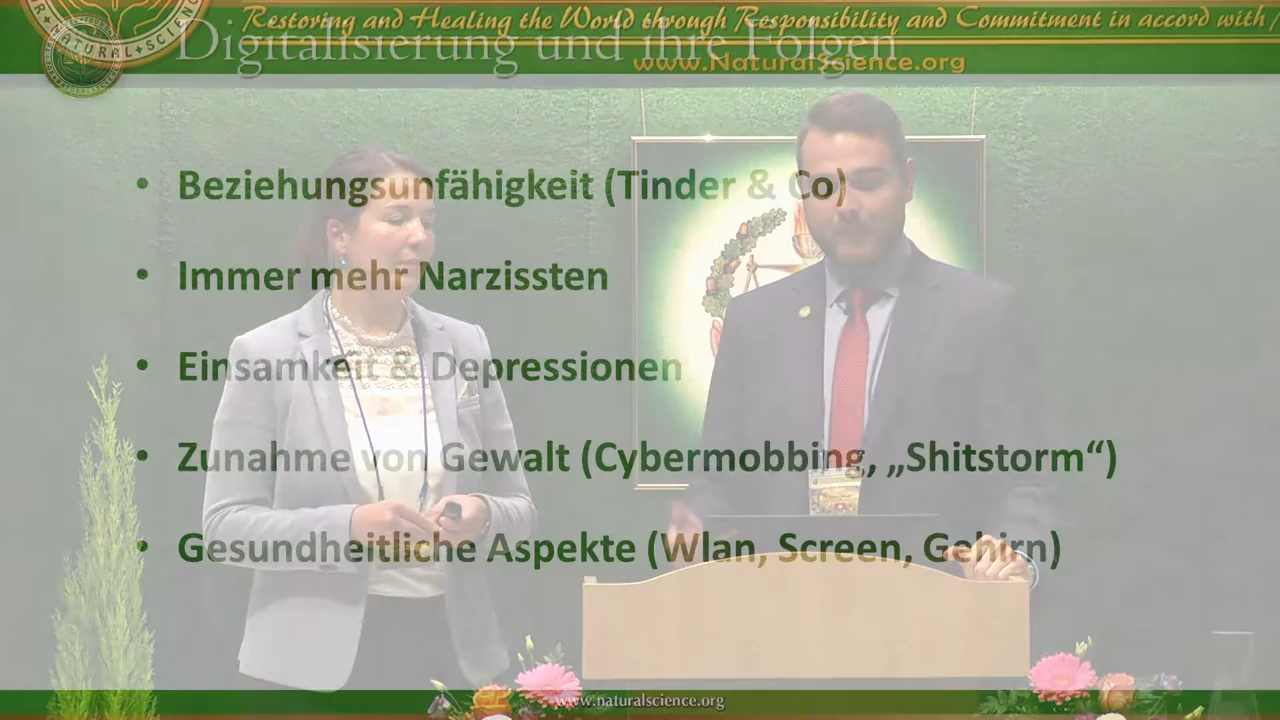 Restoring and Healing the World through Responsibility and Commitment in accord with
Digitalisierung und ihre Folgen
www.NaturalScience.org
NATURAL SCIENCE
• Beziehungsunfähigkeit (Tinder & Co)
• Immer mehr Narzissten
• Einsamkeit & Depressionen
• Zunahme von Gewalt (Cybermobbing, „Shitstorm“)
• Gesundheitliche Aspekte (Wlan, Screen, Gehirn)
www.naturalscience.org